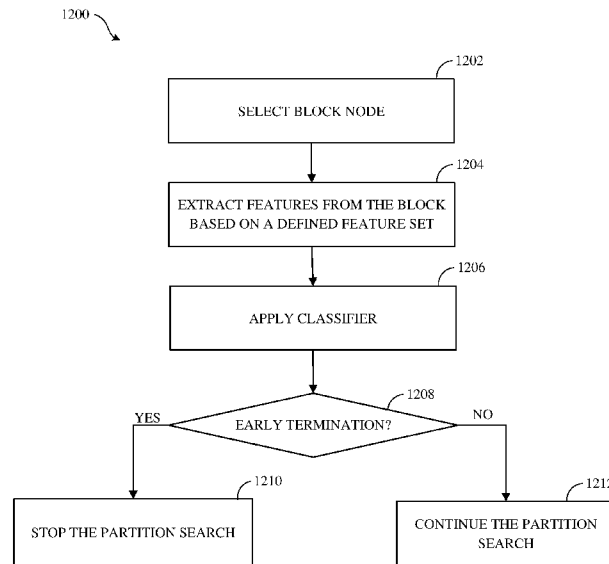 1200
1202
SELECT BLOCK NODE
1204
EXTRACT FEATURES FROM THE BLOCK
BASED ON A DEFINED FEATURE SET
1206
APPLY CLASSIFIER
1208
YES
EARLY TERMINATION?
NO
1210
STOP THE PARTITION SEARCH
1212
CONTINUE THE PARTITION
SEARCH